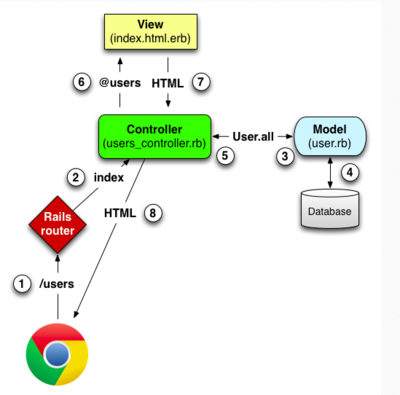 View
(index.html.erb)
6 @users HTML 7
Controller
(users_controller.rb)
User.all
Model
(user.rb)
5
3
4
2 index
Database
Rails
router
HTML 8
1 /users